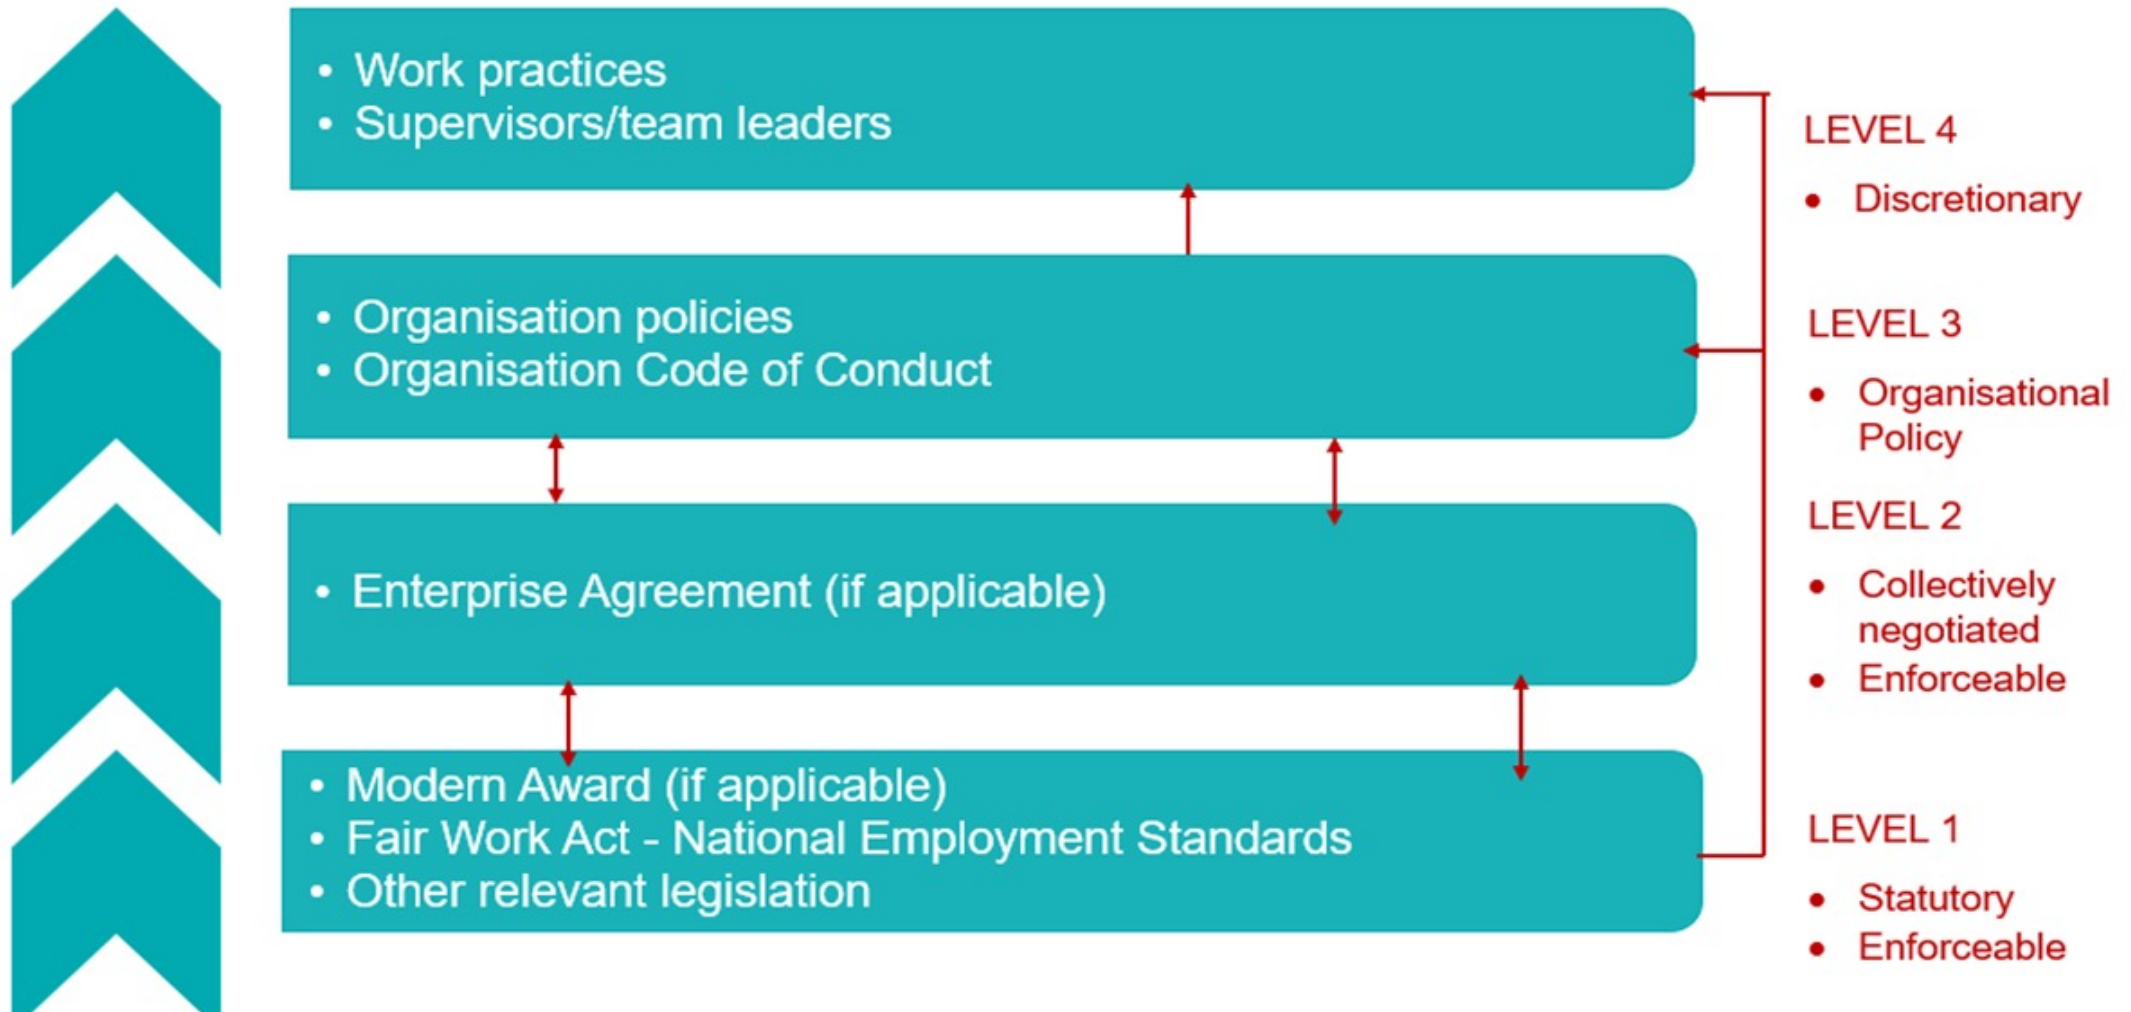 • Work practices
• Supervisors/team leaders
LEVEL 4
• Discretionary
• Organisation policies
• Organisation Code of Conduct
LEVEL 3
• Organisational
Policy
• Enterprise Agreement (if applicable)
LEVEL 2
• Collectively
negotiated
• Enforceable
• Modern Award (if applicable)
• Fair Work Act - National Employment Standards
• Other relevant legislation
LEVEL 1
• Statutory
• Enforceable